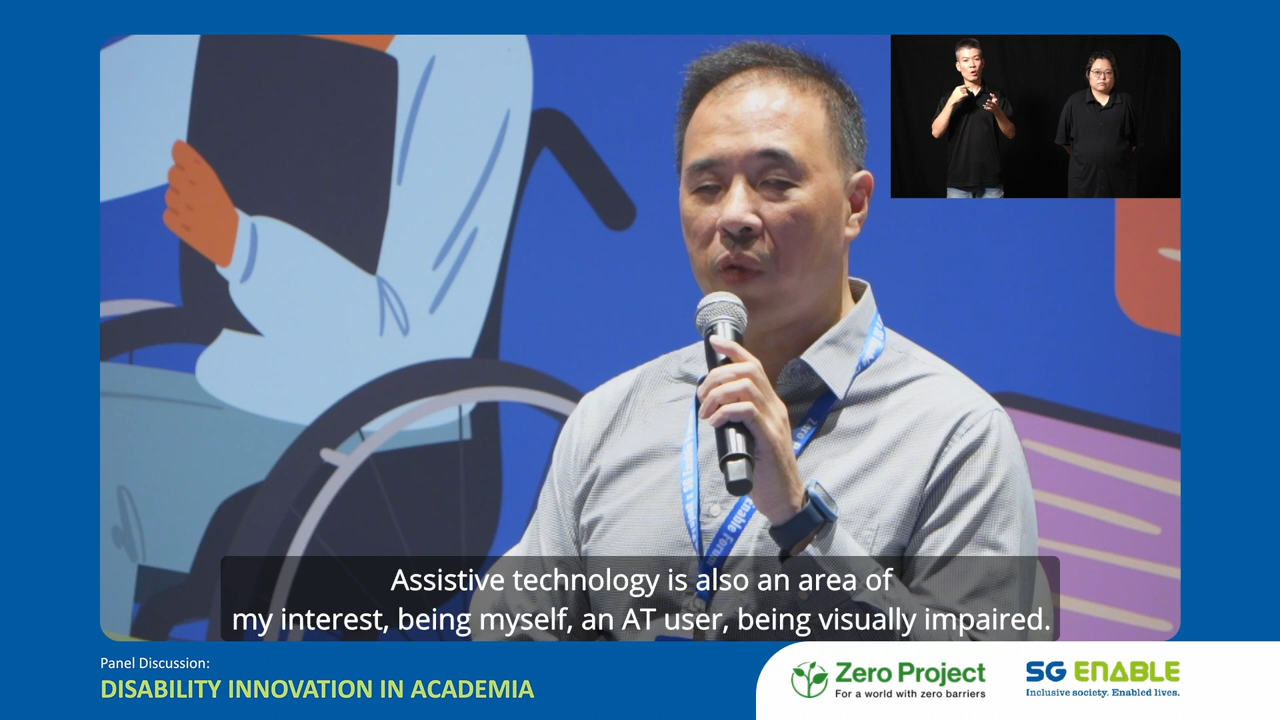 Assistive technology is also an area of
my interest, being myself, an AT user, being visually impaired.
Panel Discussion:
DISABILITY INNOVATION IN ACADEMIA
Zero Project
For a world with zero barriers
SG ENABLE
Inclusive society. Enabled lives.